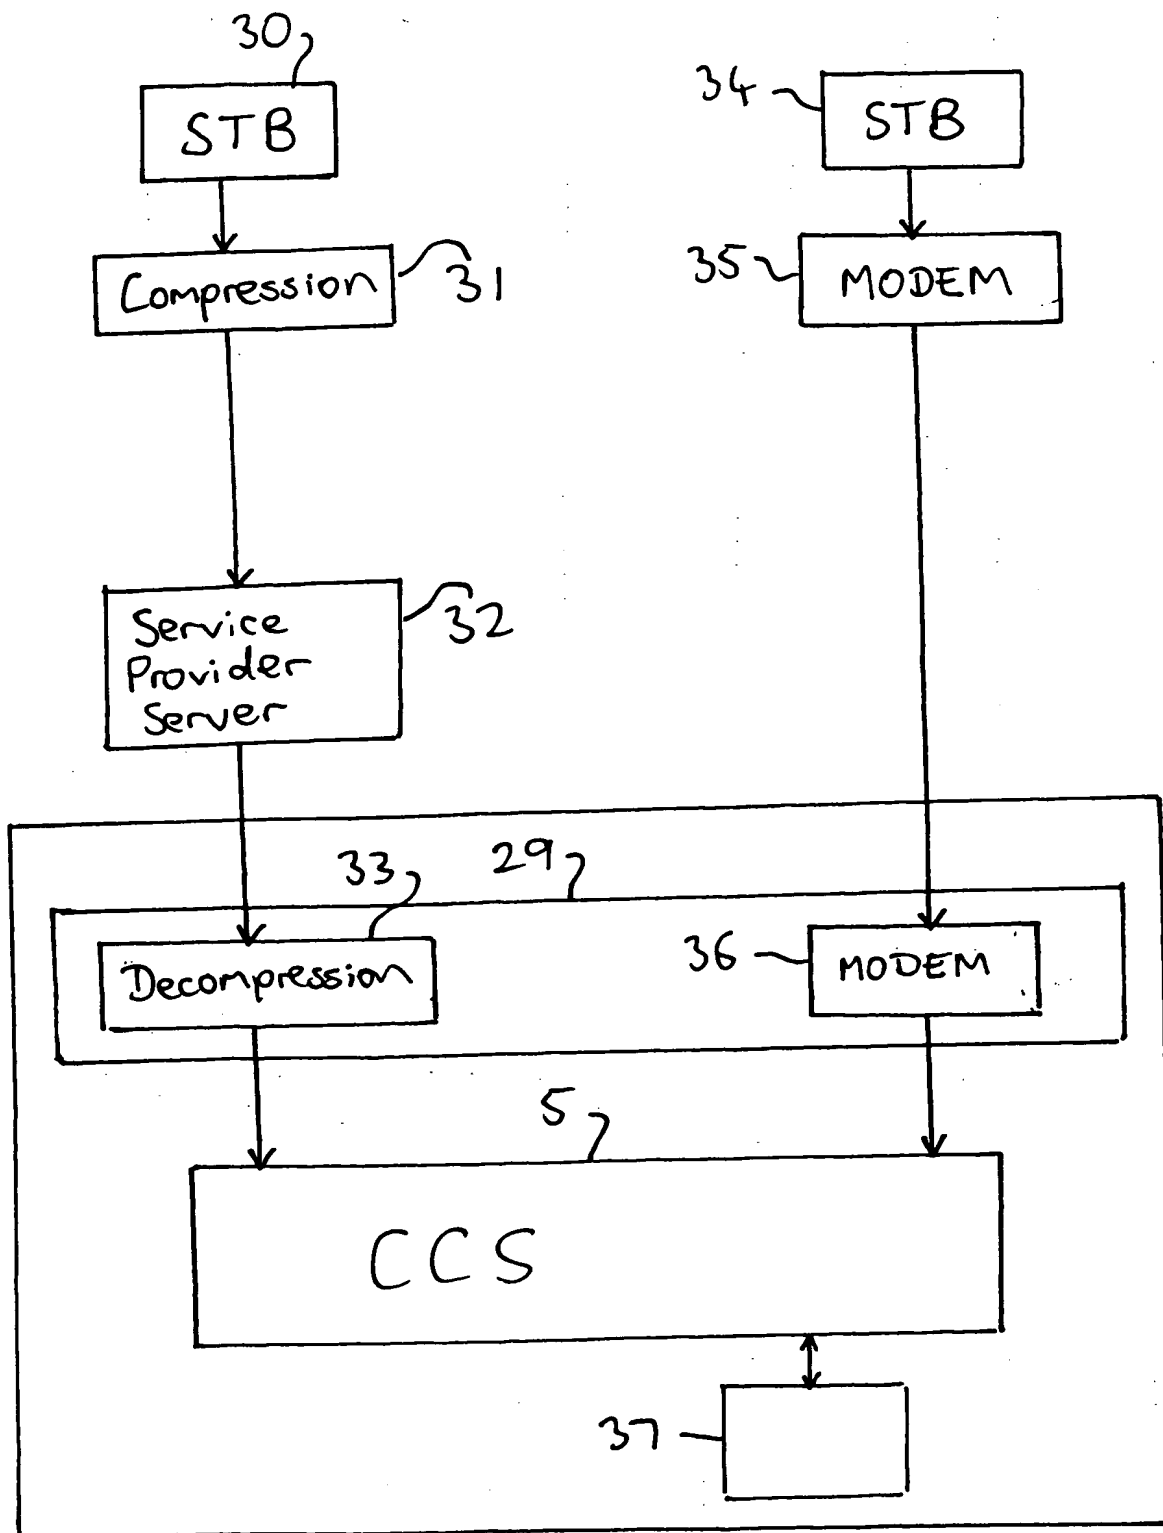 30
STB
34
STB
Compression
31
35
MODEM
Service
Provider
Server
32
33
29
Decompression
36
MODEM
5
CCS
37